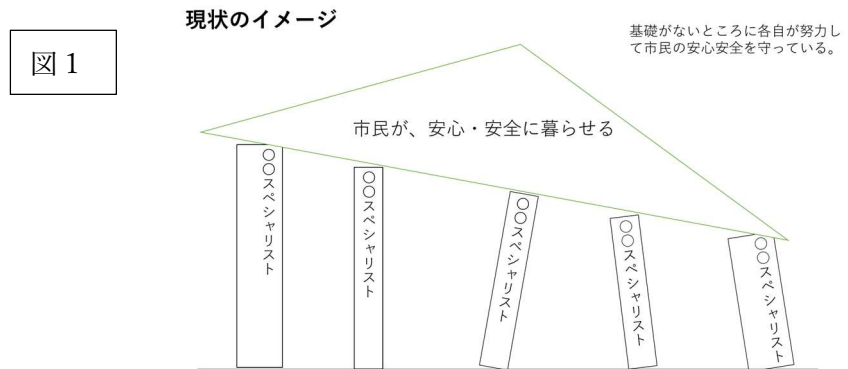 現状のイメージ
図１
基礎がないところに各自が努力し
て市民の安心安全を守っている。
市民が、安心・安全に暮らせる
○○スペシャリスト
○○スペシャリスト
○○スペシャリスト
○○スペシャリスト
○○スペシャリスト